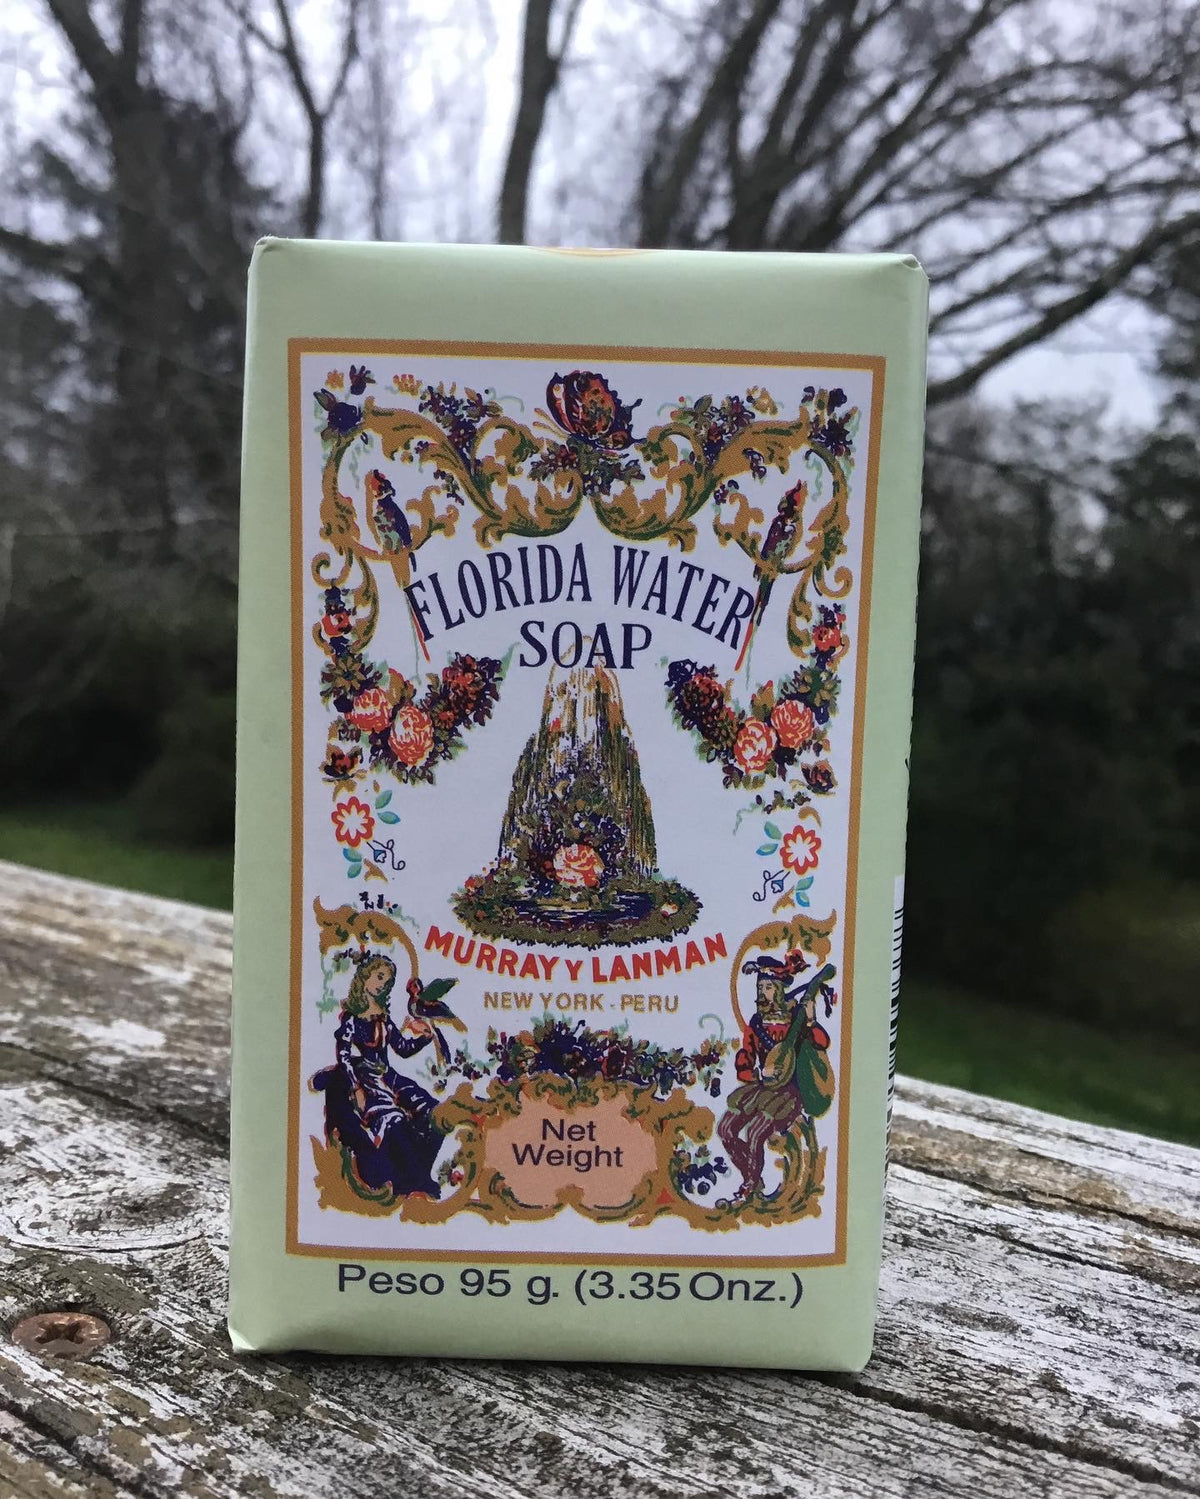 FLORIDA WATER
SOAP
MURRAY Y LANMAN
NEW YORK - PERU
Net
Weight
Peso 95 g. (3.35 Onz.)